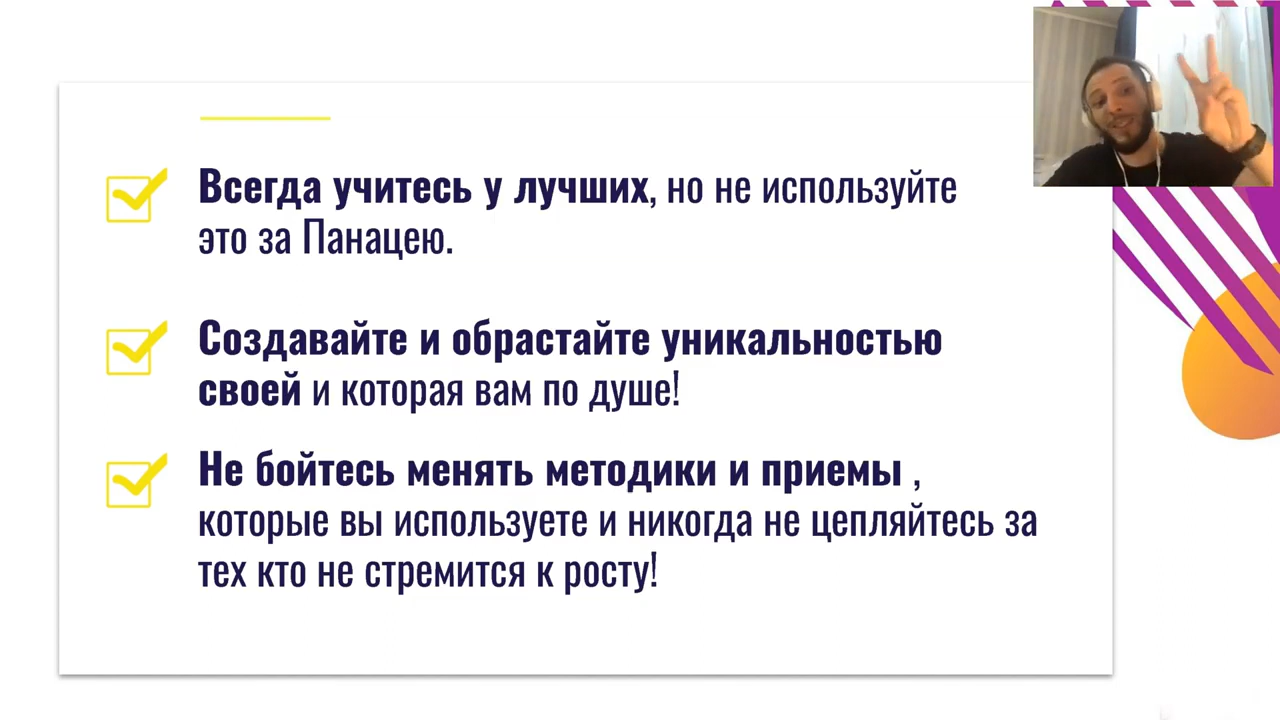 Всегда учитесь у лучших, но не используйте
это за Панацею.
Создавайте и обрастайте уникальностью
своей и которая вам по душе!
Не бойтесь менять методики и приемы ,
которые вы используете и никогда не цепляйтесь за
тех кто не стремится к росту!